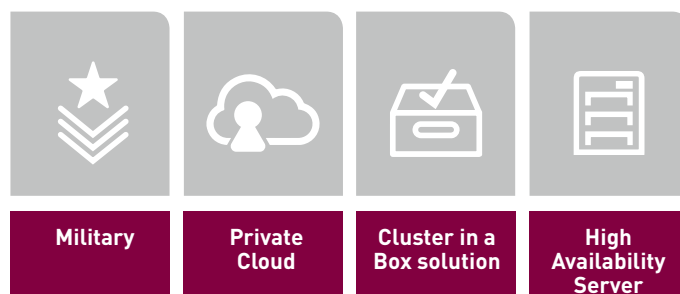 Military
Private
Cloud
Cluster in a
Box solution
High
Availability
Server